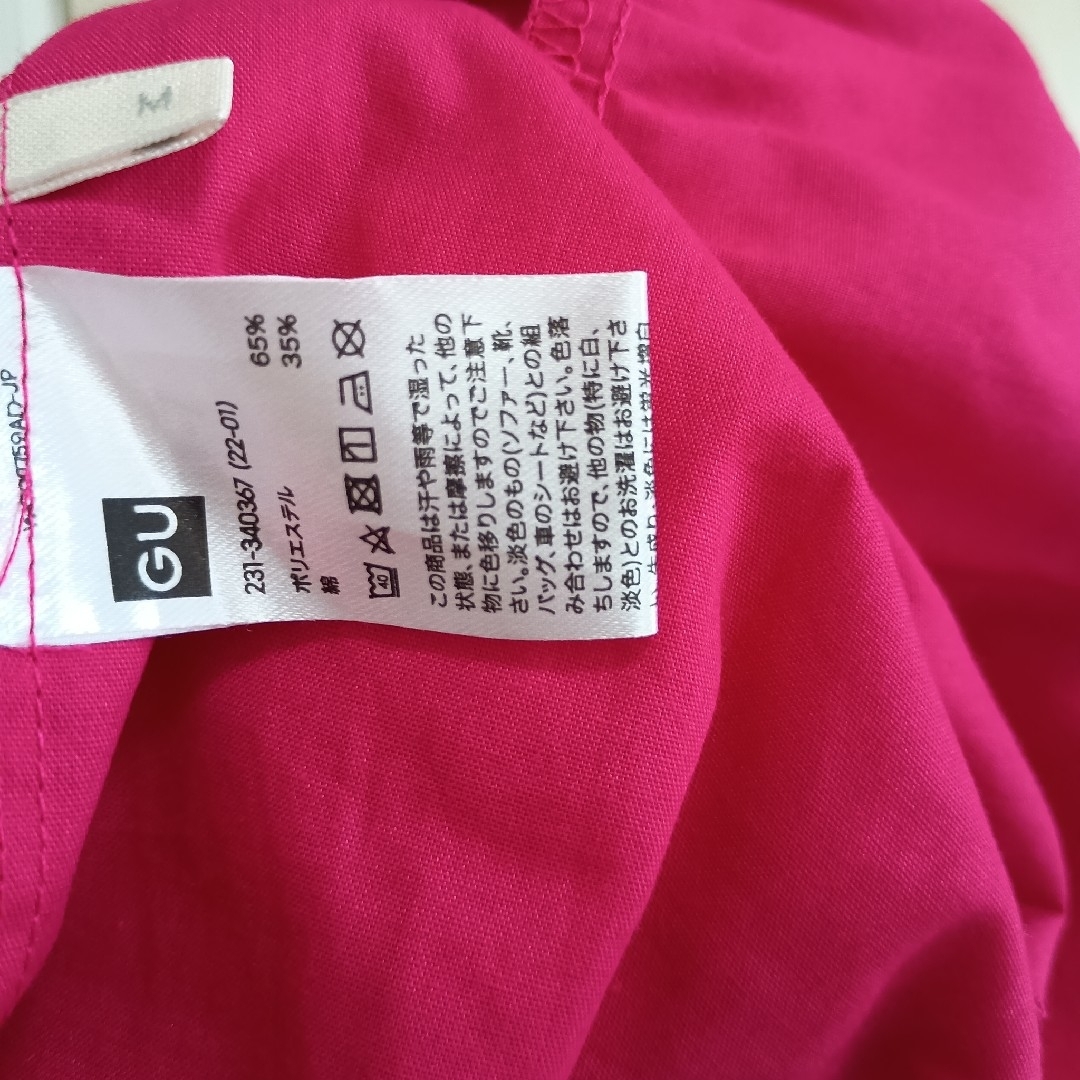 M
GU
231-340367 (22-01)
ポリエステル 65%
綿 35%
40
この商品は汗や雨等で湿った
状態、または摩擦によって、他の
物に色移りしますのでご注意下
さい。淡色のもの(ソファー、靴、
バッグ、車のシートなど)との組
み合わせはお避け下さい。色落
ちしますので、他の物(特に白、
淡色)とのお洗濯はお避け下さ